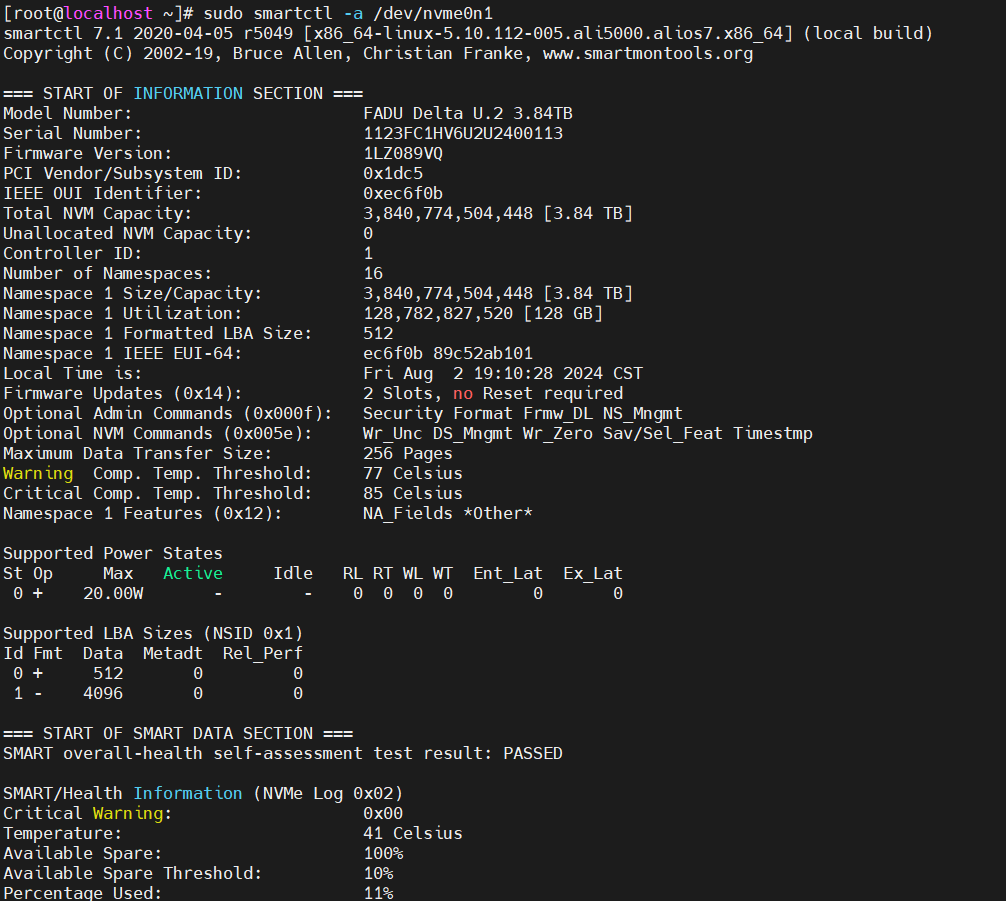 [root@localhost ~]# sudo smartctl -a /dev/nvme0n1
smartctl 7.1 2020-04-05 r5049 [x86_64-linux-5.10.112-005.ali5000.alios7.x86_64] (local build)
Copyright (C) 2002-19, Bruce Allen, Christian Franke, www.smartmontools.org

=== START OF INFORMATION SECTION ===
Model Number:                       FADU Delta U.2 3.84TB
Serial Number:                      1123FC1HV6U2U2400113
Firmware Version:                   1LZ089VQ
PCI Vendor/Subsystem ID:            0x1dc5
IEEE OUI Identifier:                0xec6f0b
Total NVM Capacity:                 3,840,774,504,448 [3.84 TB]
Unallocated NVM Capacity:           0
Controller ID:                      1
Number of Namespaces:               16
Namespace 1 Size/Capacity:          3,840,774,504,448 [3.84 TB]
Namespace 1 Utilization:            128,782,827,520 [128 GB]
Namespace 1 Formatted LBA Size:     512
Namespace 1 IEEE EUI-64:            ec6f0b 89c52ab101
Local Time is:                      Fri Aug  2 19:10:28 2024 CST
Firmware Updates (0x14):            2 Slots, no Reset required
Optional Admin Commands (0x000f):   Security Format Frmw_DL NS_Mngmt
Optional NVM Commands (0x005e):     Wr_Unc DS_Mngmt Wr_Zero Sav/Sel_Feat Timestmp
Maximum Data Transfer Size:         256 Pages
Warning  Comp. Temp. Threshold:     77 Celsius
Critical Comp. Temp. Threshold:     85 Celsius
Namespace 1 Features (0x12):        NA_Fields *Other*

Supported Power States
St Op     Max   Active     Idle   RL RT WL WT  Ent_Lat  Ex_Lat
 0 +    20.00W       -        -    0  0  0  0        0       0

Supported LBA Sizes (NSID 0x1)
Id Fmt  Data  Metadt  Rel_Perf
 0 +     512       0         0
 1 -    4096       0         0

=== START OF SMART DATA SECTION ===
SMART overall-health self-assessment test result: PASSED

SMART/Health Information (NVMe Log 0x02)
Critical Warning:                   0x00
Temperature:                        41 Celsius
Available Spare:                    100%
Available Spare Threshold:          10%
Percentage Used:                    11%